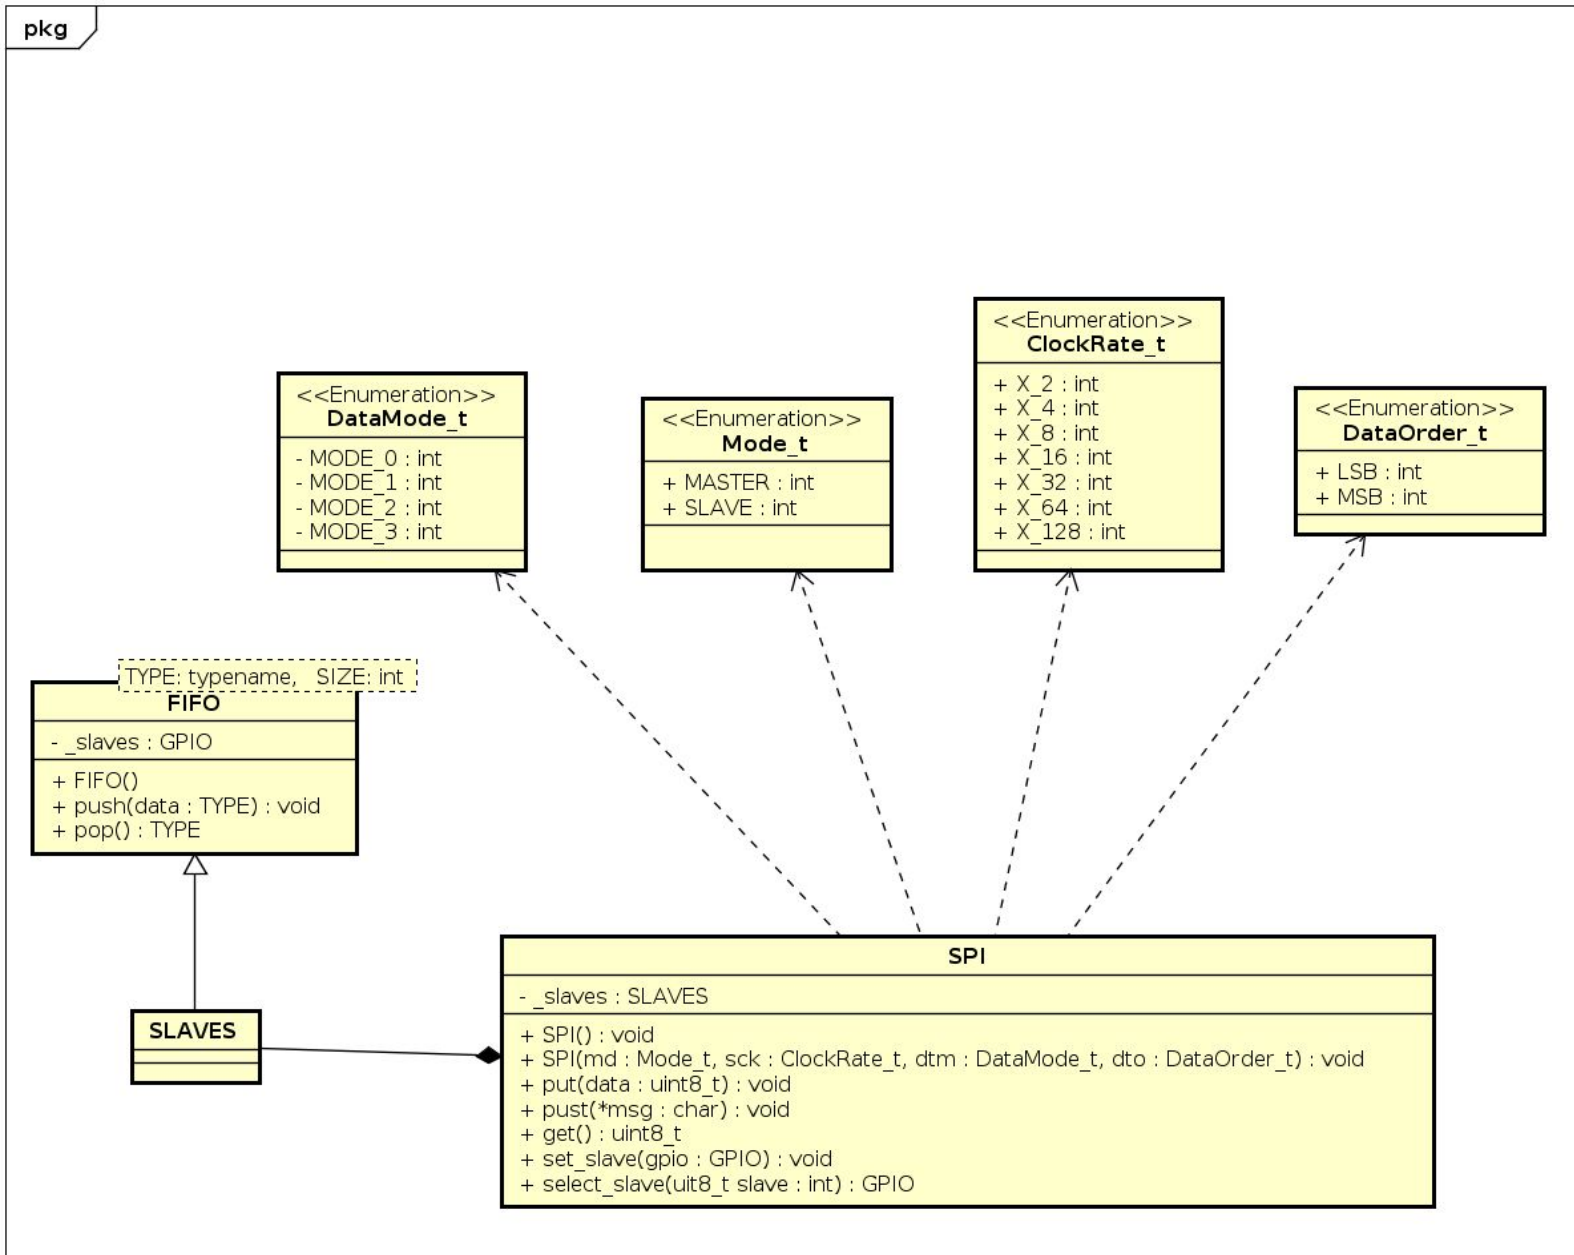 pkg
<<Enumeration>>
DataMode_t
- MODE_0 : int
- MODE_1 : int
- MODE_2 : int
- MODE_3 : int
<<Enumeration>>
Mode_t
+ MASTER : int
+ SLAVE : int
<<Enumeration>>
ClockRate_t
+ X_2 : int
+ X_4 : int
+ X_8 : int
+ X_16 : int
+ X_32 : int
+ X_64 : int
+ X_128 : int
<<Enumeration>>
DataOrder_t
+ LSB : int
+ MSB : int
TYPE: typename, SIZE: int
FIFO
- _slaves : GPIO
+ FIFO()
+ push(data : TYPE) : void
+ pop() : TYPE
SLAVES
SPI
- _slaves : SLAVES
+ SPI() : void
+ SPI(md : Mode_t, sck : ClockRate_t, dtm : DataMode_t, dto : DataOrder_t) : void
+ put(data : uint8_t) : void
+ pust(*msg : char) : void
+ get() : uint8_t
+ set_slave(gpio : GPIO) : void
+ select_slave(uit8_t slave : int) : GPIO